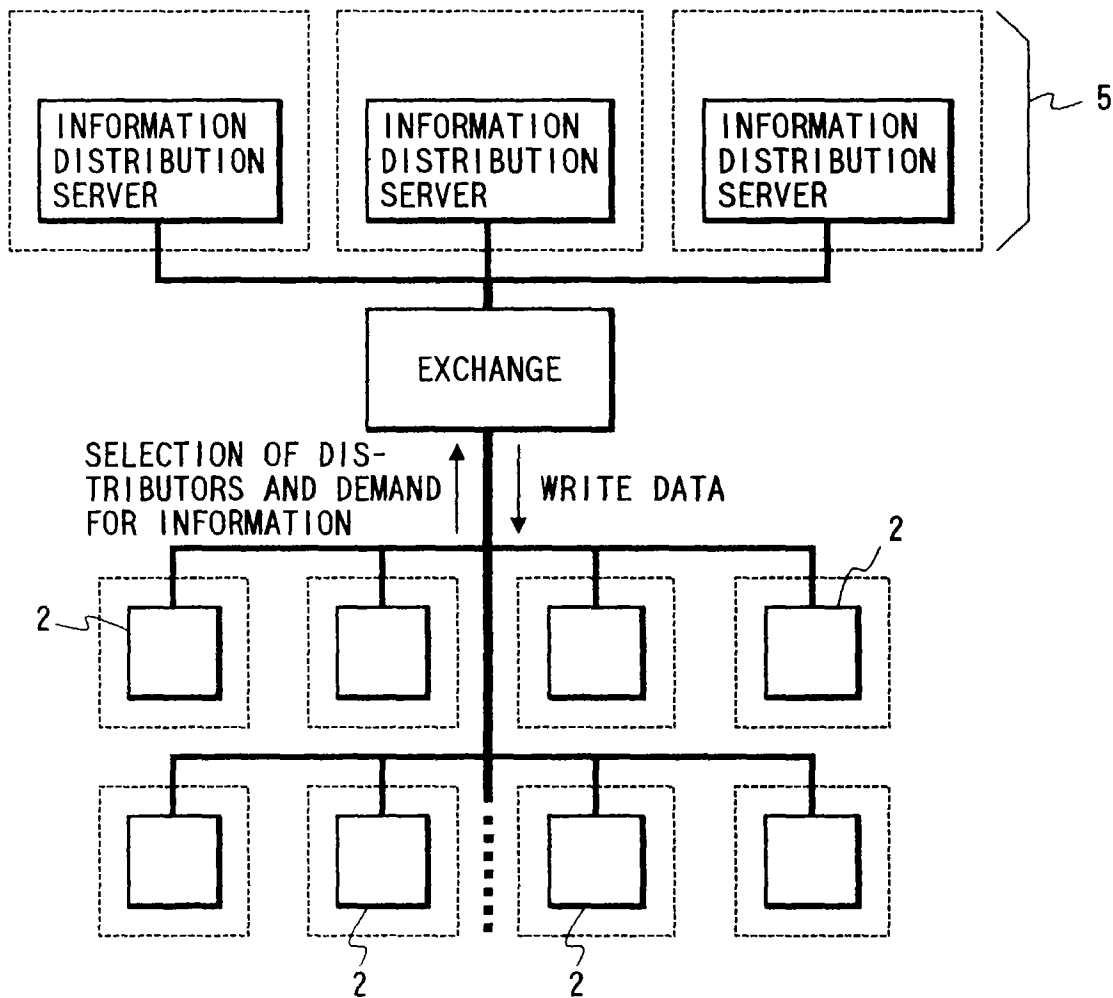 INFORMATION
DISTRIBUTION
SERVER
INFORMATION
DISTRIBUTION
SERVER
INFORMATION
DISTRIBUTION
SERVER
5
EXCHANGE
SELECTION OF DIS-
TRIBUTORS AND DEMAND
FOR INFORMATION
WRITE DATA
2
2
2
2